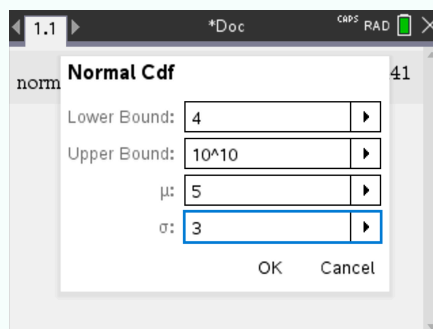 1.1 *Doc CAPS RAD
norm 41
Normal Cdf
Lower Bound: 4
Upper Bound: 10^10
μ: 5
σ: 3
OK Cancel